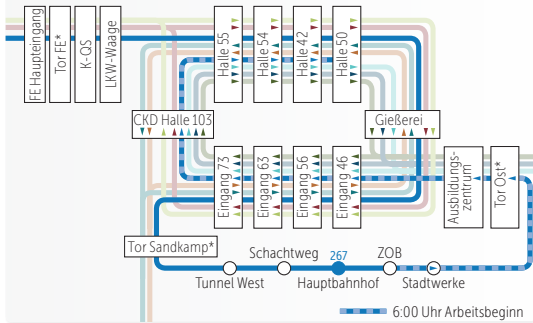 FE Haupteingang
Tor FE*
K-QS
LKW-Waage
Halle 55
Halle 54
Halle 42
Halle 50
CKD Halle 103
Gießerei
Eingang 73
Eingang 63
Eingang 56
Eingang 46
Ausbildungs-
zentrum
Tor Ost*
Tor Sandkamp*
Schachtweg
267
ZOB
Tunnel West
Hauptbahnhof
Stadtwerke
6:00 Uhr Arbeitsbeginn